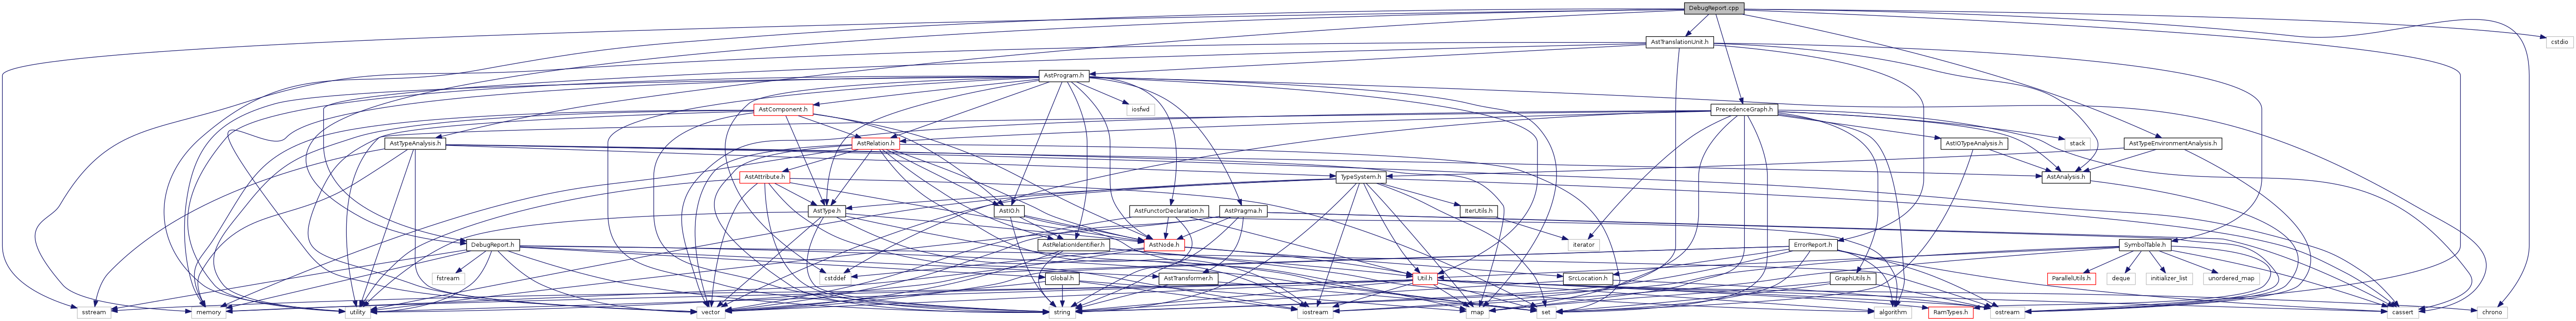 DebugReport.cpp
AstTranslationUnit.h
cstdio
AstProgram.h
AstComponent.h
iosfwd
PrecedenceGraph.h
AstTypeAnalysis.h
AstRelation.h
AstIOTypeAnalysis.h
stack
AstTypeEnvironmentAnalysis.h
AstAttribute.h
TypeSystem.h
AstAnalysis.h
AstType.h
AstIO.h
AstFunctorDeclaration.h
AstPragma.h
IterUtils.h
DebugReport.h
AstRelationIdentifier.h
AstNode.h
iterator
ErrorReport.h
SymbolTable.h
fstream
cstddef
Global.h
AstTransformer.h
Util.h
SrcLocation.h
GraphUtils.h
ParallelUtils.h
deque
initializer_list
unordered_map
sstream
memory
utility
vector
string
iostream
map
set
algorithm
RamTypes.h
ostream
cassert
chrono